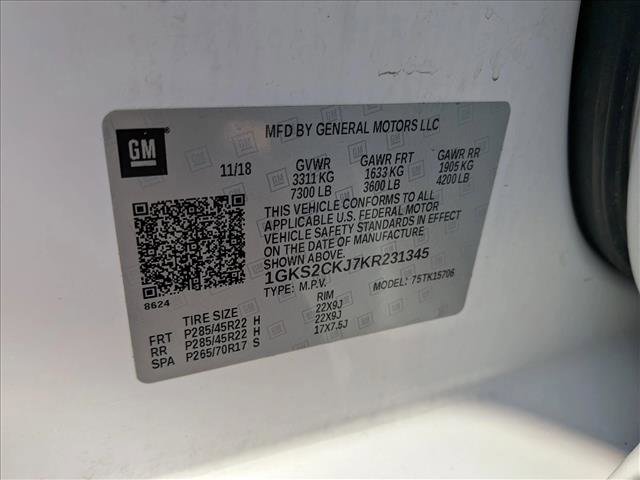 GM
MFD BY GENERAL MOTORS LLC
11/18 GVWR GAWR FRT GAWR RR
3311 KG 1633 KG 1905 KG
7300 LB 3600 LB 4200 LB
THIS VEHICLE CONFORMS TO ALL
APPLICABLE U.S. FEDERAL MOTOR
VEHICLE SAFETY STANDARDS IN EFFECT
ON THE DATE OF MANUFACTURE
SHOWN ABOVE.
1GKS2CKJ7KR231345
TYPE: M.P.V. MODEL: 75TK15706
8624
TIRE SIZE RIM
FRT P285/45R22 H 22X9J
RR P285/45R22 H 22X9J
SPA P265/70R17 S 17X7.5J